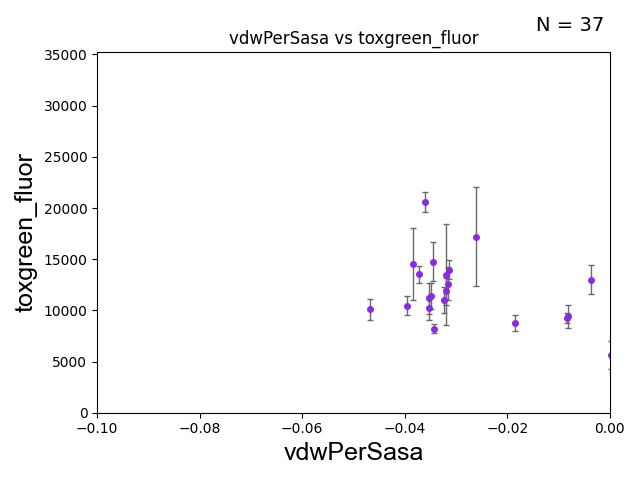 N = 37
vdwPerSasa vs toxgreen_fluor
35000
30000
25000
20000
15000
10000
5000
0
toxgreen_fluor
−0.10 −0.08 −0.06 −0.04 −0.02 0.00
vdwPerSasa